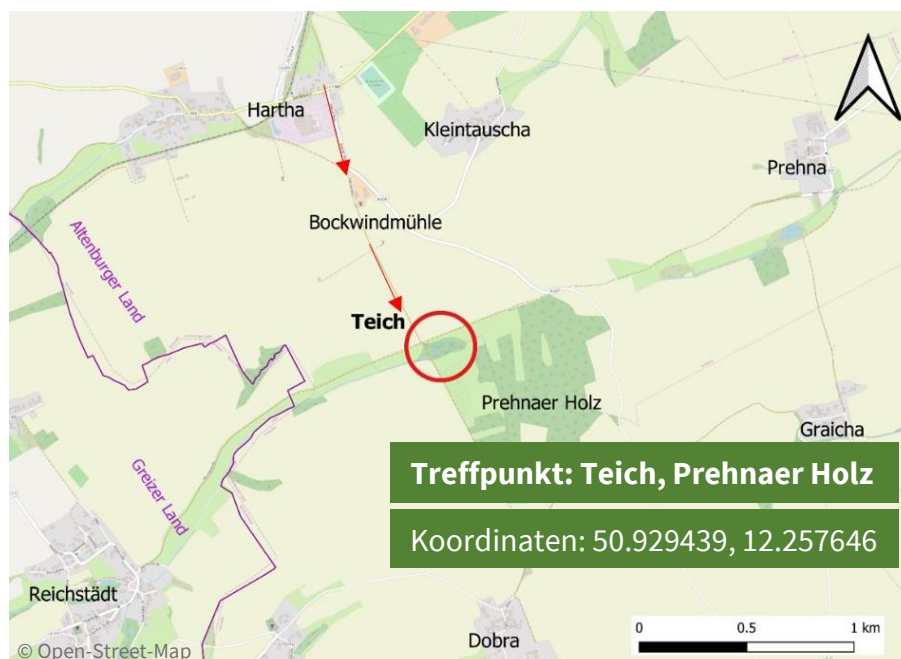 Hartha
Kleintauscha
Prehna
Bockwindmühle
Altenburger Land
Teich
Prehnaer Holz
Graicha
Treffpunkt: Teich, Prehnaer Holz
Greizer Land
Koordinaten: 50.929439, 12.257646
Reichstädt
0 0.5 1 km
Dobra
© Open-Street-Map